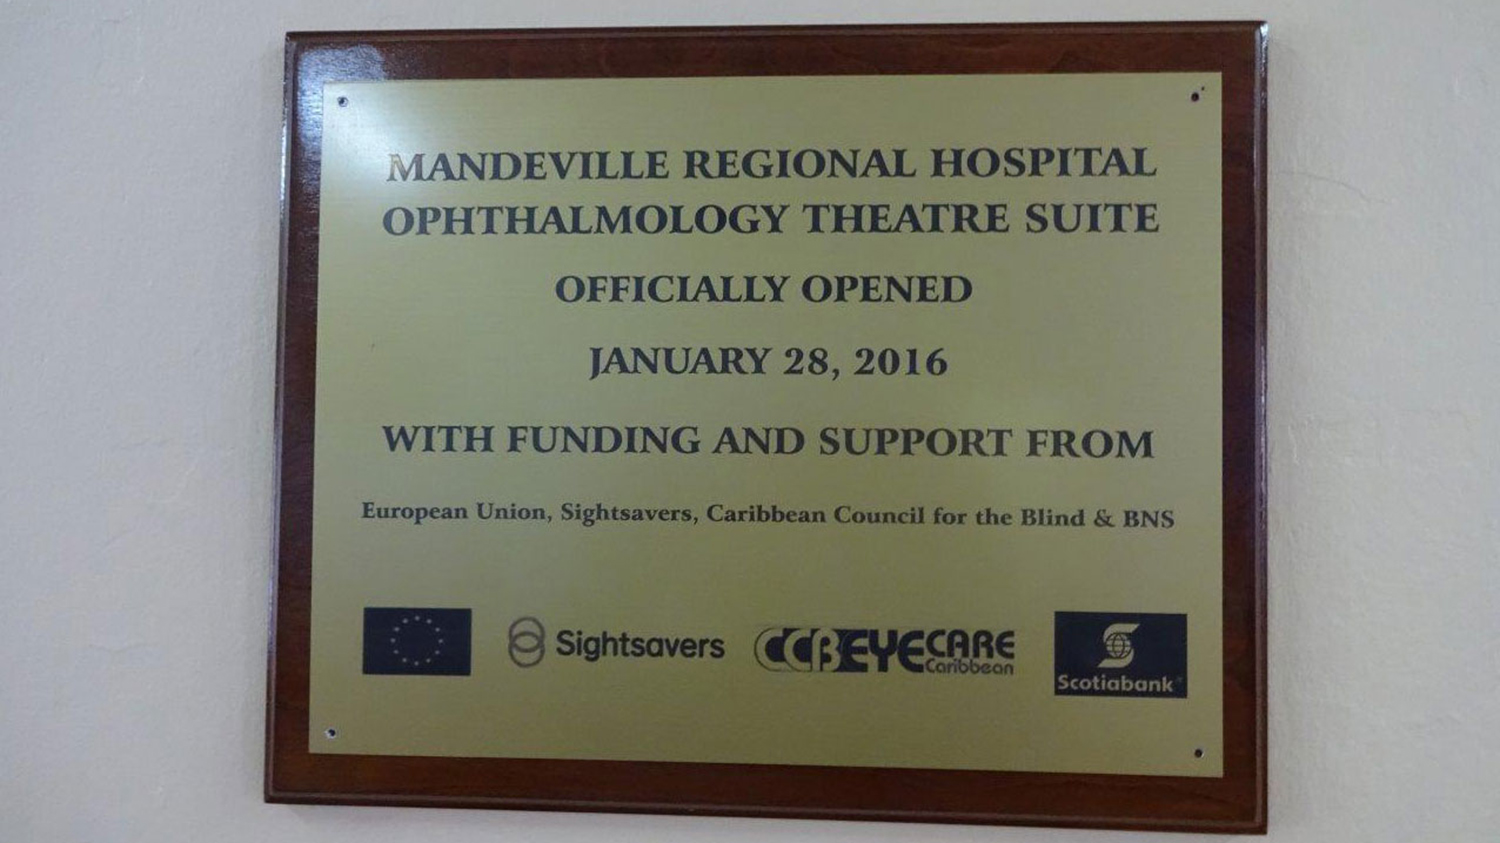 MANDEVILLE REGIONAL HOSPITAL
OPHTHALMOLOGY THEATRE SUITE
OFFICIALLY OPENED
JANUARY 28, 2016
WITH FUNDING AND SUPPORT FROM
European Union, Sightsavers, Caribbean Council for the Blind & BNS
Sightsavers
CCB EYECARE
Caribbean
Scotiabank